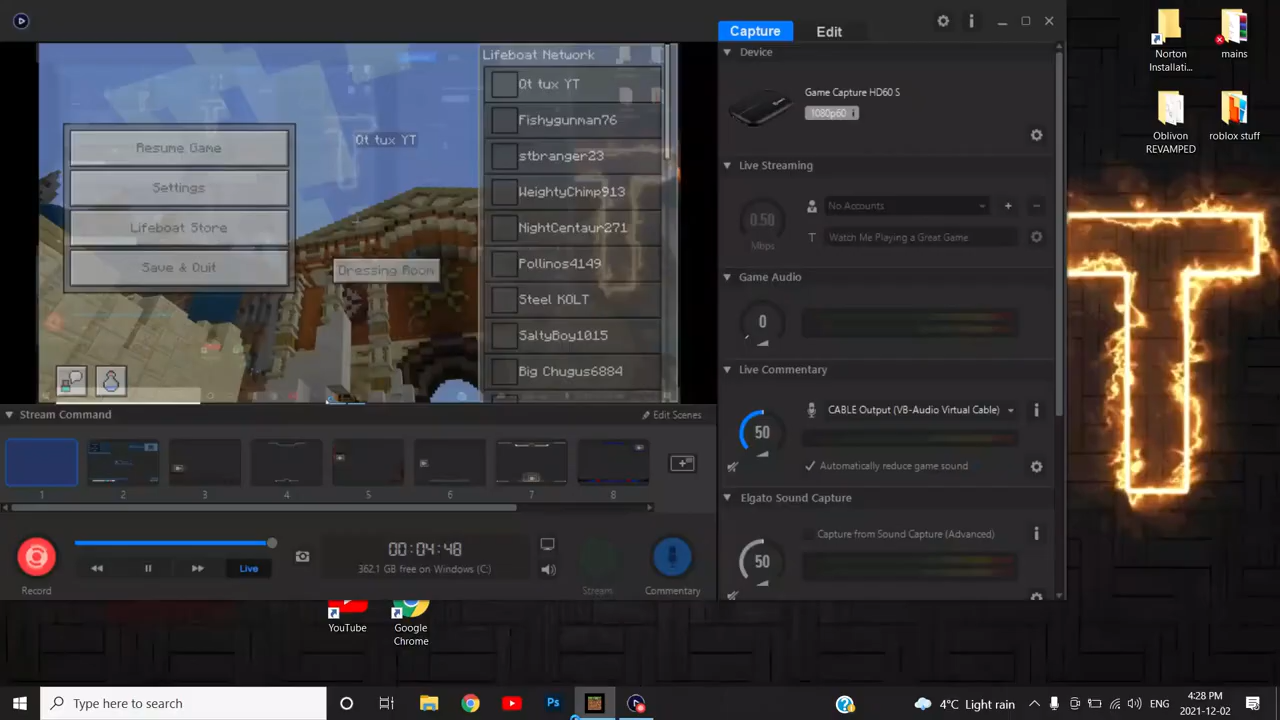 Capture
Edit
Lifeboat Network
Qt tux YT
Fishygunman76
stbranger23
WeightyChimp913
NightCentaur271
Pollinos4149
Steel KOLT
SaltyBoy1015
Big Chugus6884
Resume Game
Settings
Lifeboat Store
Save & Quit
Qt tux YT
Dressing Room
Device
Game Capture HD60 S
1080p60
Live Streaming
0.50
Mbps
No Accounts
T Watch Me Playing a Great Game
Game Audio
0
Live Commentary
50
CABLE Output (VB-Audio Virtual Cable)
Automatically reduce game sound
Elgato Sound Capture
50
Capture from Sound Capture (Advanced)
Stream Command
Edit Scenes
1 2 3 4 5 6 7 8
Record
Live
00:04:48
362.1 GB free on Windows (C:)
Stream
Commentary
Norton
Installati...
mains
Oblivon
REVAMPED
roblox stuff
T
YouTube
Google
Chrome
Type here to search
Ps
4°C Light rain
ENG
4:28 PM
2021-12-02